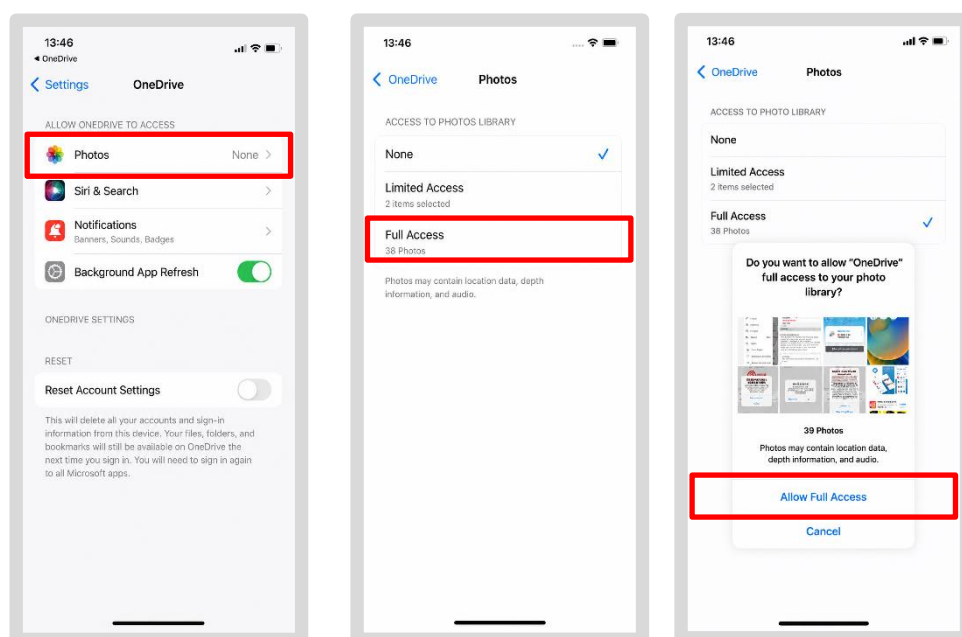 13:46
OneDrive
Settings
OneDrive
ALLOW ONEDRIVE TO ACCESS
Photos
None
Siri & Search
Notifications
Banners, Sounds, Badges
Background App Refresh
ONEDRIVE SETTINGS
RESET
Reset Account Settings
This will delete all your accounts and sign-in
information from this device. Your files, folders, and
bookmarks will still be available on OneDrive the
next time you sign in. You will need to sign in again
to all Microsoft apps.
13:46
OneDrive
Photos
ACCESS TO PHOTOS LIBRARY
None
Limited Access
2 items selected
Full Access
38 Photos
Photos may contain location data, depth
information, and audio.
13:46
OneDrive
Photos
ACCESS TO PHOTO LIBRARY
None
Limited Access
2 items selected
Full Access
38 Photos
Do you want to allow "OneDrive"
full access to your photo
library?
39 Photos
Photos may contain location data,
depth information, and audio.
Allow Full Access
Cancel